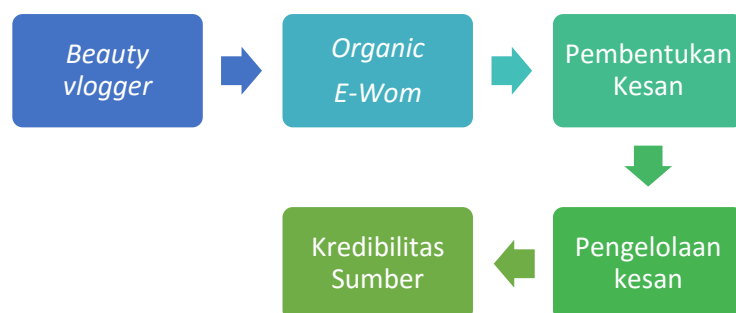 Beauty
vlogger
Organic
E-Wom
Pembentukan
Kesan
Pengelolaan
kesan
Kredibilitas
Sumber